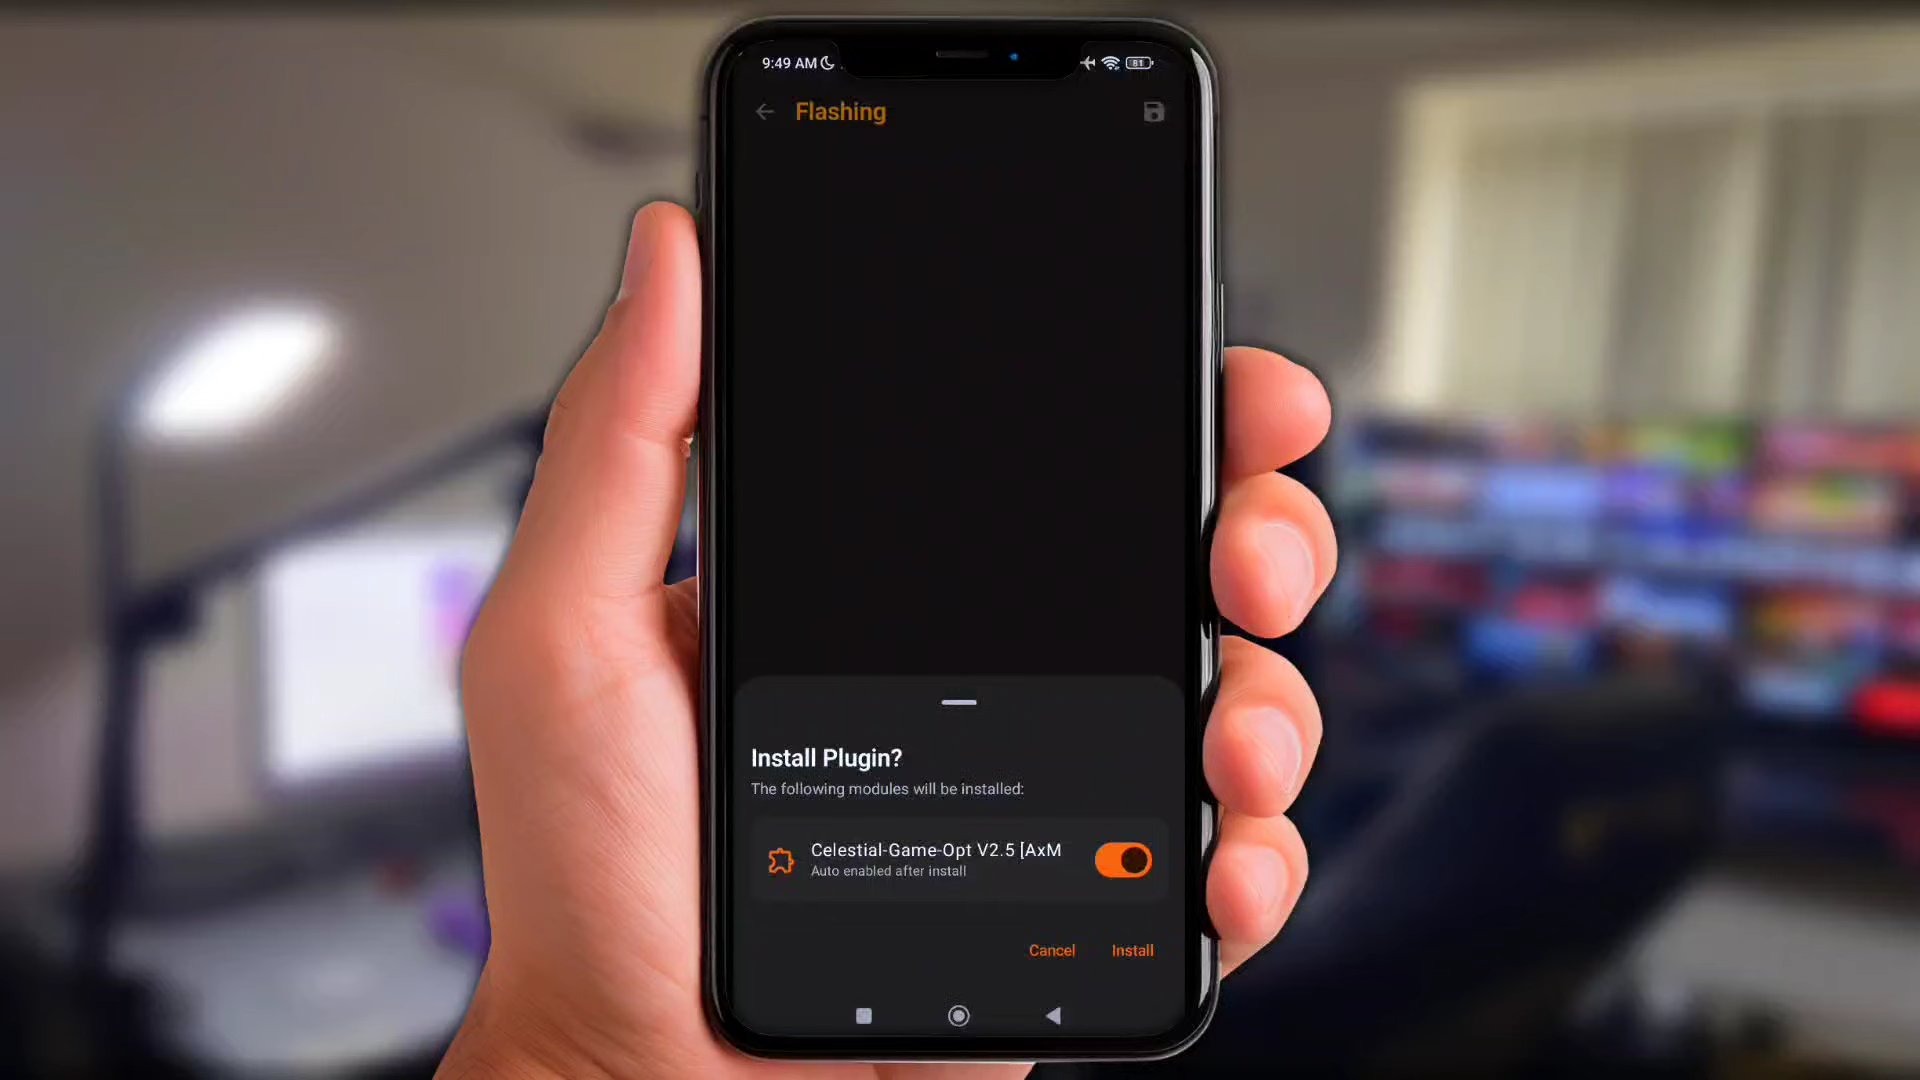 9:49 AM
81
Flashing
Install Plugin?
The following modules will be installed:
Celestial-Game-Opt V2.5 [AxM
Auto enabled after install
Cancel Install